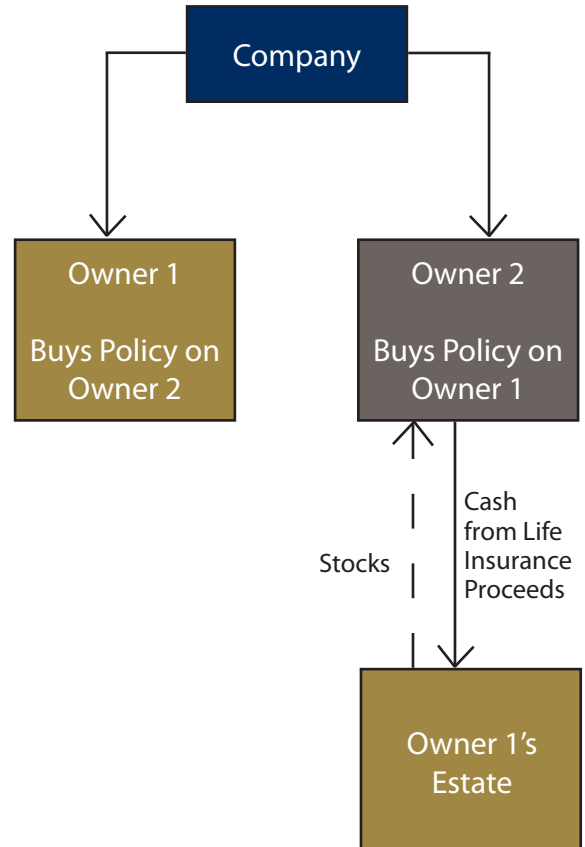 Company
Owner 1
Buys Policy on
Owner 2
Owner 2
Buys Policy on
Owner 1
Stocks
Cash
from Life
Insurance
Proceeds
Owner 1’s
Estate